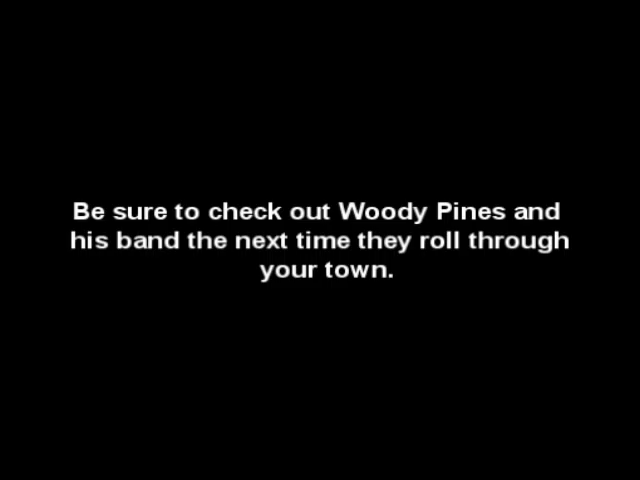 Be sure to check out Woody Pines and
his band the next time they roll through
your town.